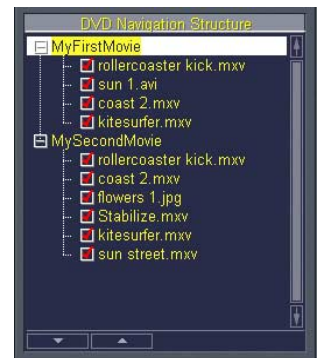 DVD Navigation Structure
MyFirstMovie
rollercoaster kick.mxv
sun 1.avi
coast 2.mxv
kitesurfer.mxv
MySecondMovie
rollercoaster kick.mxv
coast 2.mxv
flowers 1.jpg
Stabilize.mxv
kitesurfer.mxv
sun street.mxv